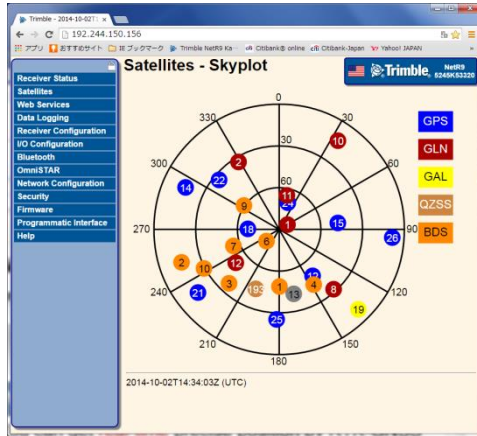 Trimble - 2014-10-02T:
192.244.150.156
アプリ おすすめサイト IE ブックマーク Trimble NetR9 Ka Citibank® online Citibank-Japan Yahoo! JAPAN
Receiver Status
Satellites
Web Services
Data Logging
Receiver Configuration
I/O Configuration
Bluetooth
OmniSTAR
Network Configuration
Security
Firmware
Programmatic Interface
Help
Satellites - Skyplot
Trimble. NetR9
5245K53320
GPS
GLN
GAL
QZSS
BDS
0
330 30
300 60
270 90
240 120
210 150
180
30
60
10
2
22
14
9
11
24
1
15
26
18
6
7
12
2
10
21
3
193
1
13
12
4
8
19
25
2014-10-02T14:34:03Z (UTC)